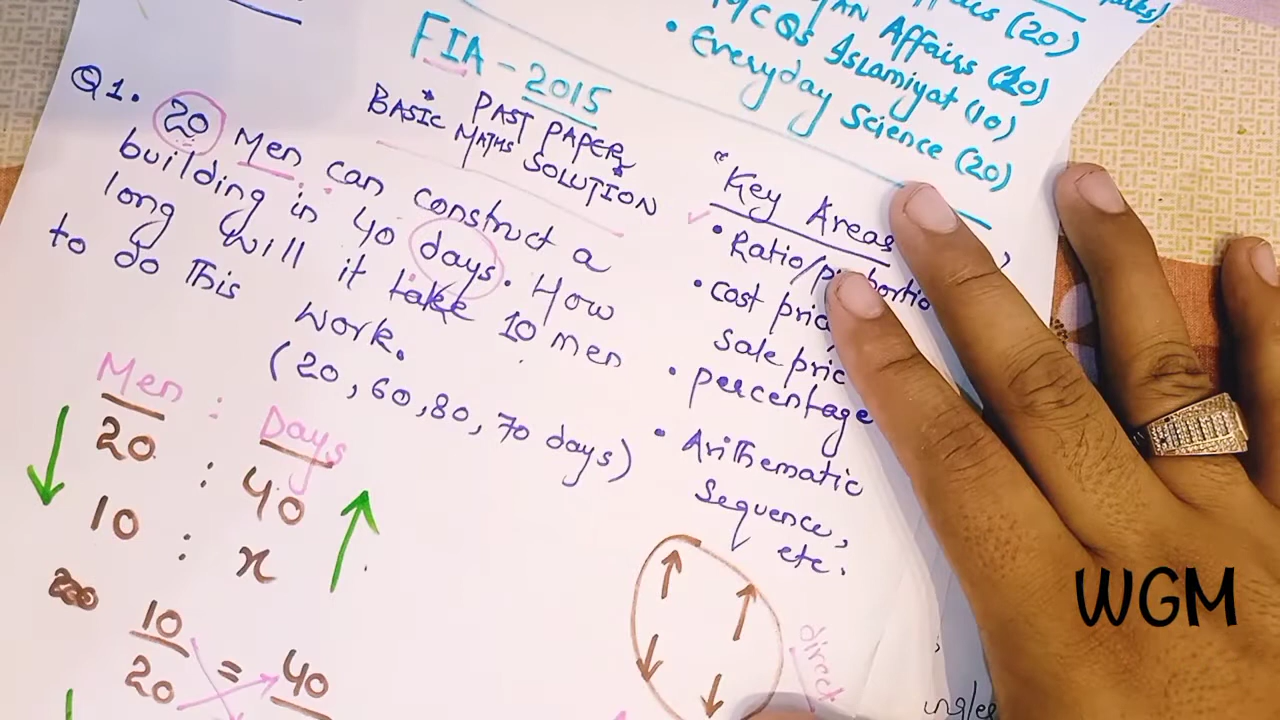 (20)
Affairs (20)
MCQs Islamiyat (10)
• Everyday Science (20)
FIA - 2015
PAST PAPER
BASIC MATHS SOLUTION
Q1. 20 Men can construct a
building in 40 days. How
long will it take 10 men
to do this work.
(20, 60, 80, 70 days)
Men : Days
20 : 40
10 : x
10
20
= 40
"Key Areas
• Ratio/
• Cost
Sale
• percentage
• Arithematic
Sequence,
etc.
direct
WGM